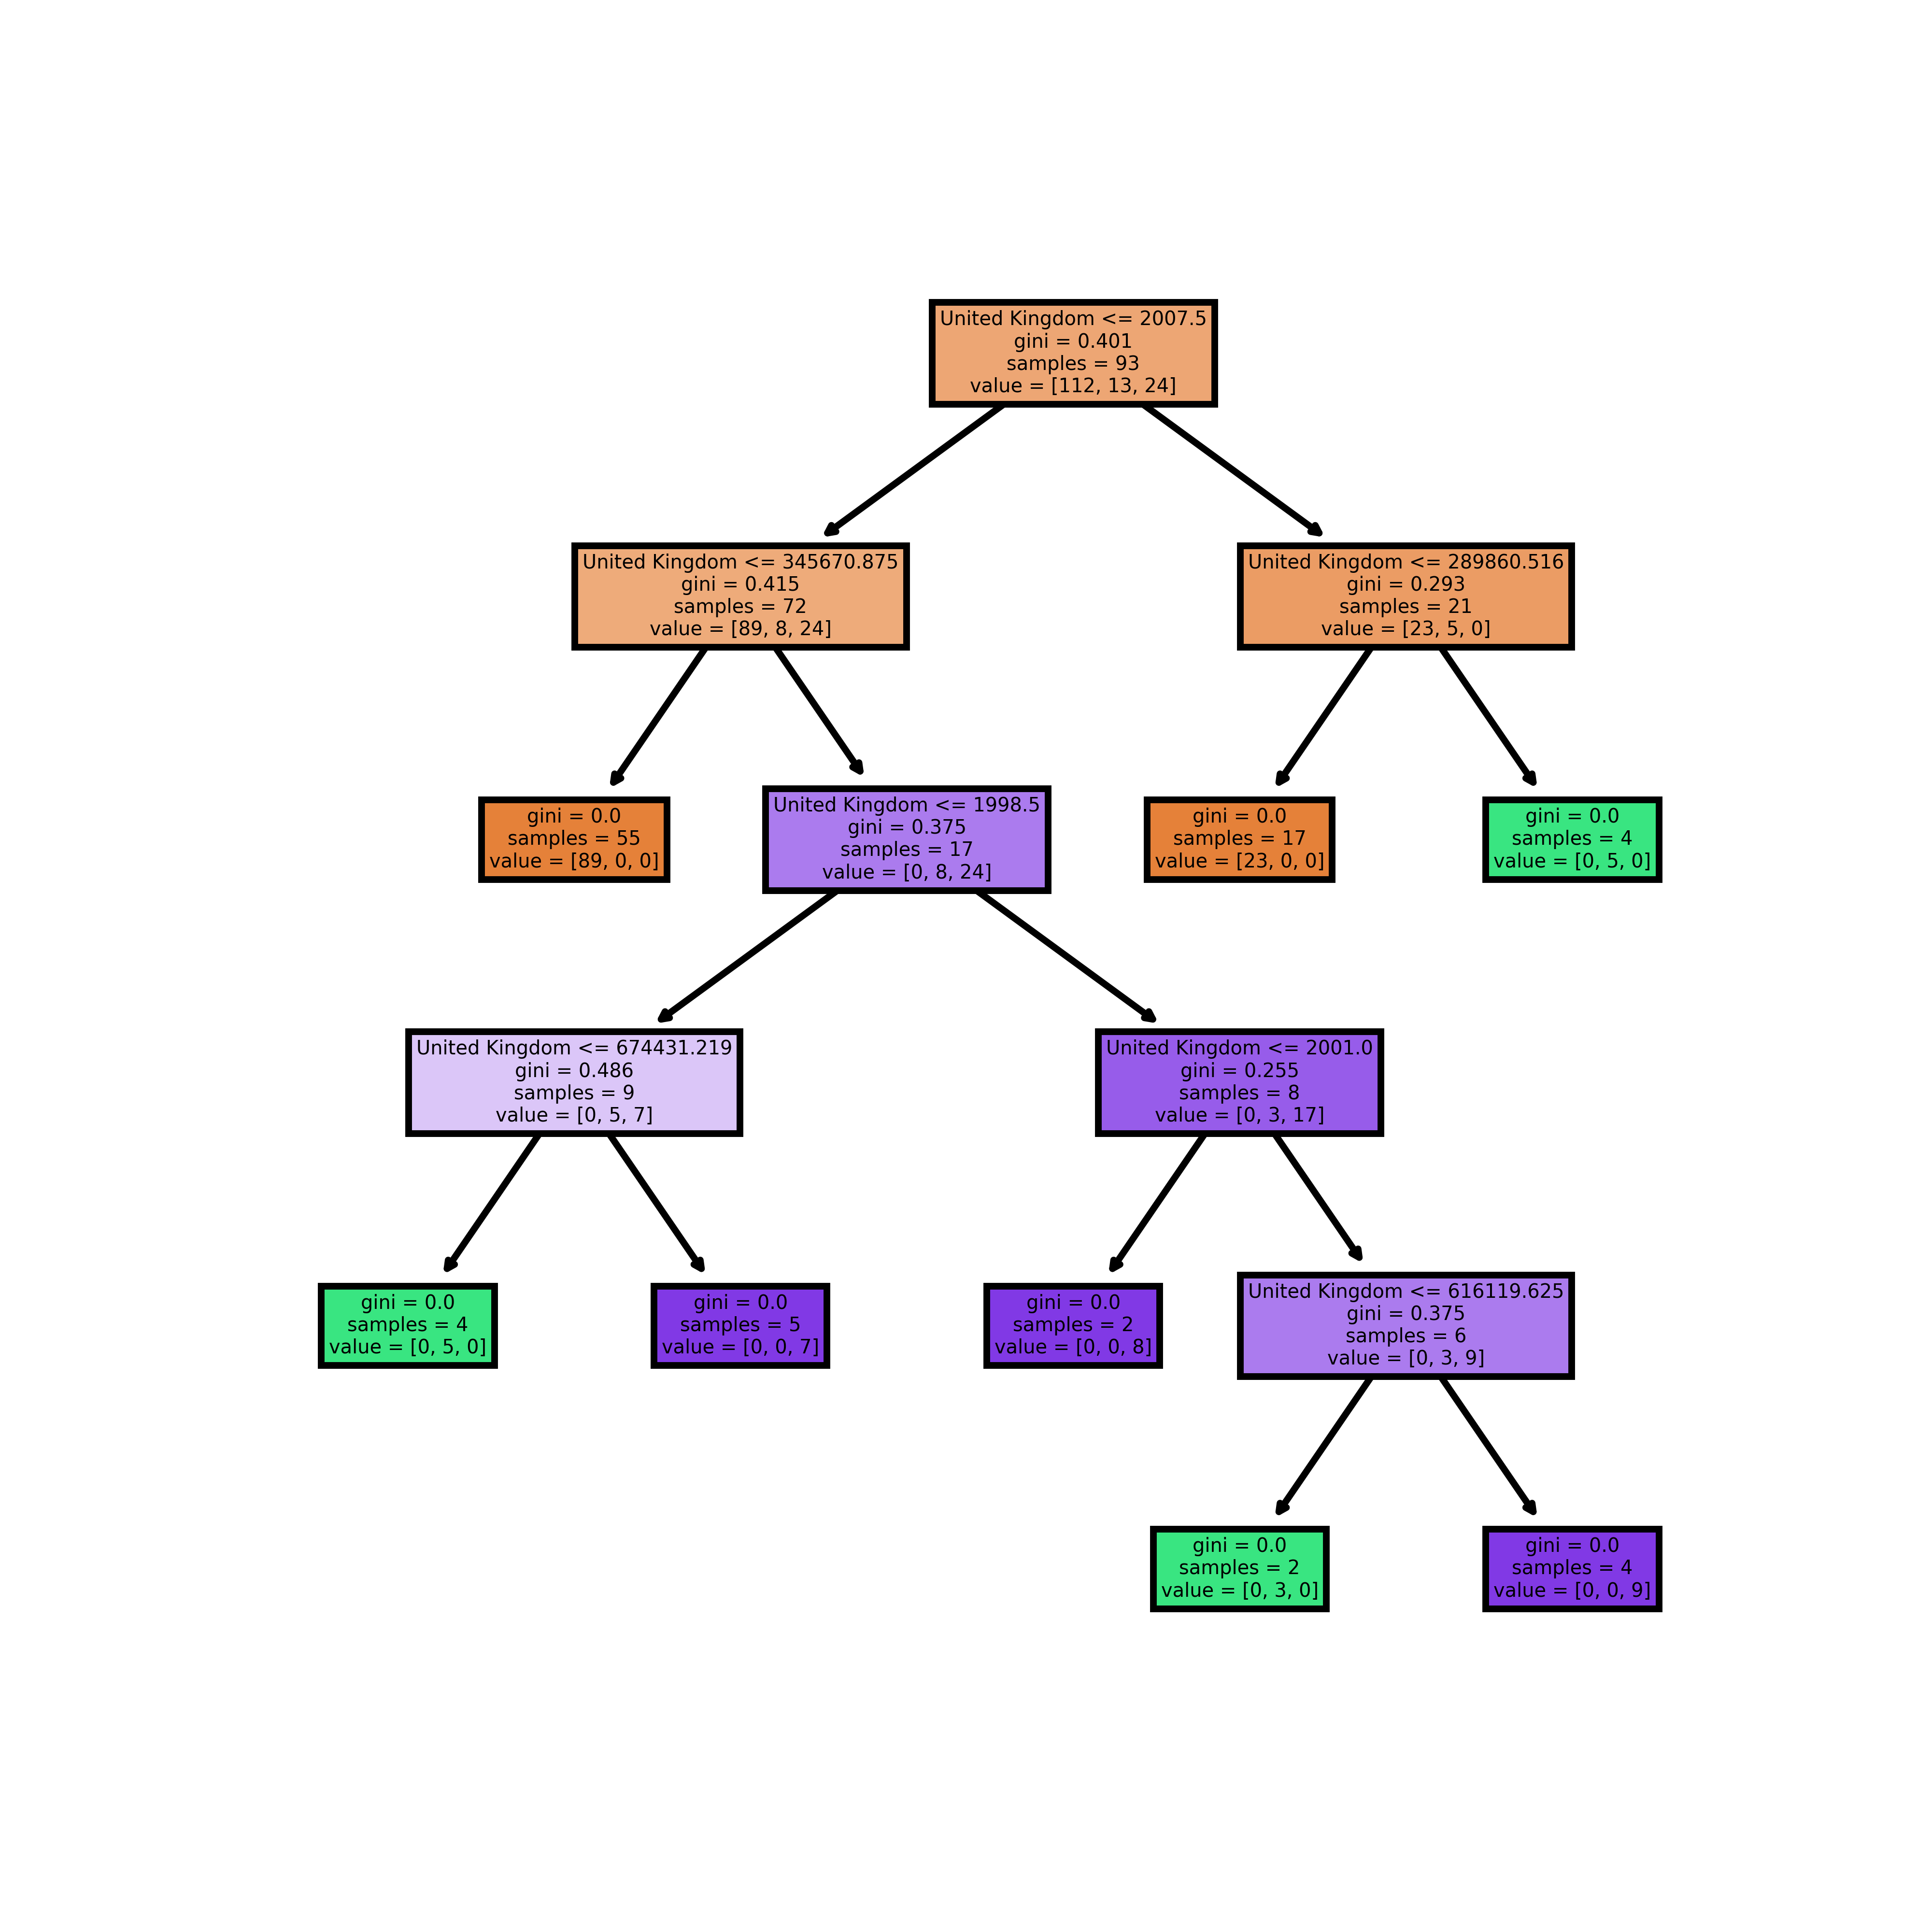 United Kingdom <= 2007.5
gini = 0.401
samples = 93
value = [112, 13, 24]
United Kingdom <= 345670.875
gini = 0.415
samples = 72
value = [89, 8, 24]
United Kingdom <= 289860.516
gini = 0.293
samples = 21
value = [23, 5, 0]
gini = 0.0
samples = 55
value = [89, 0, 0]
United Kingdom <= 1998.5
gini = 0.375
samples = 17
value = [0, 8, 24]
gini = 0.0
samples = 17
value = [23, 0, 0]
gini = 0.0
samples = 4
value = [0, 5, 0]
United Kingdom <= 674431.219
gini = 0.486
samples = 9
value = [0, 5, 7]
United Kingdom <= 2001.0
gini = 0.255
samples = 8
value = [0, 3, 17]
gini = 0.0
samples = 4
value = [0, 5, 0]
gini = 0.0
samples = 5
value = [0, 0, 7]
gini = 0.0
samples = 2
value = [0, 0, 8]
United Kingdom <= 616119.625
gini = 0.375
samples = 6
value = [0, 3, 9]
gini = 0.0
samples = 2
value = [0, 3, 0]
gini = 0.0
samples = 4
value = [0, 0, 9]